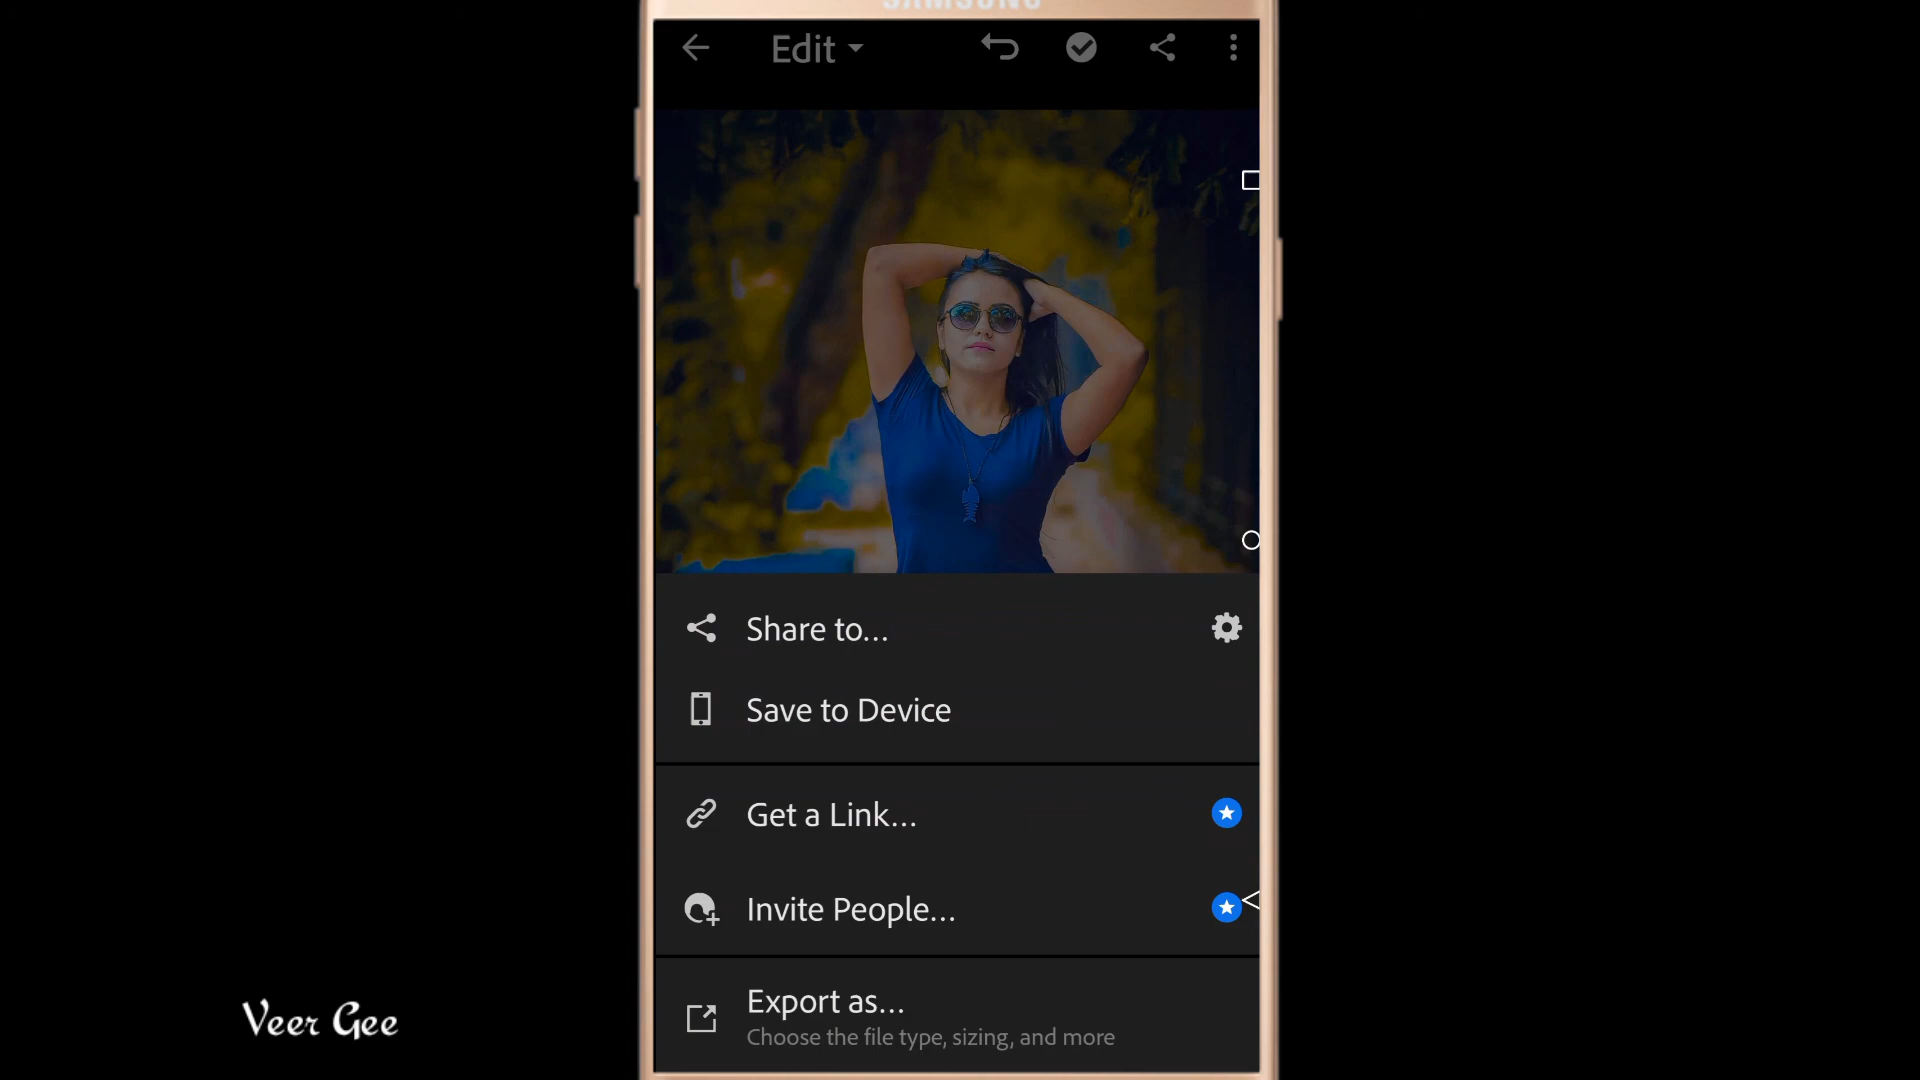 SAMSUNG
Edit
Share to...
Save to Device
Get a Link...
Invite People...
Export as...
Choose the file type, sizing, and more
Veer Gee